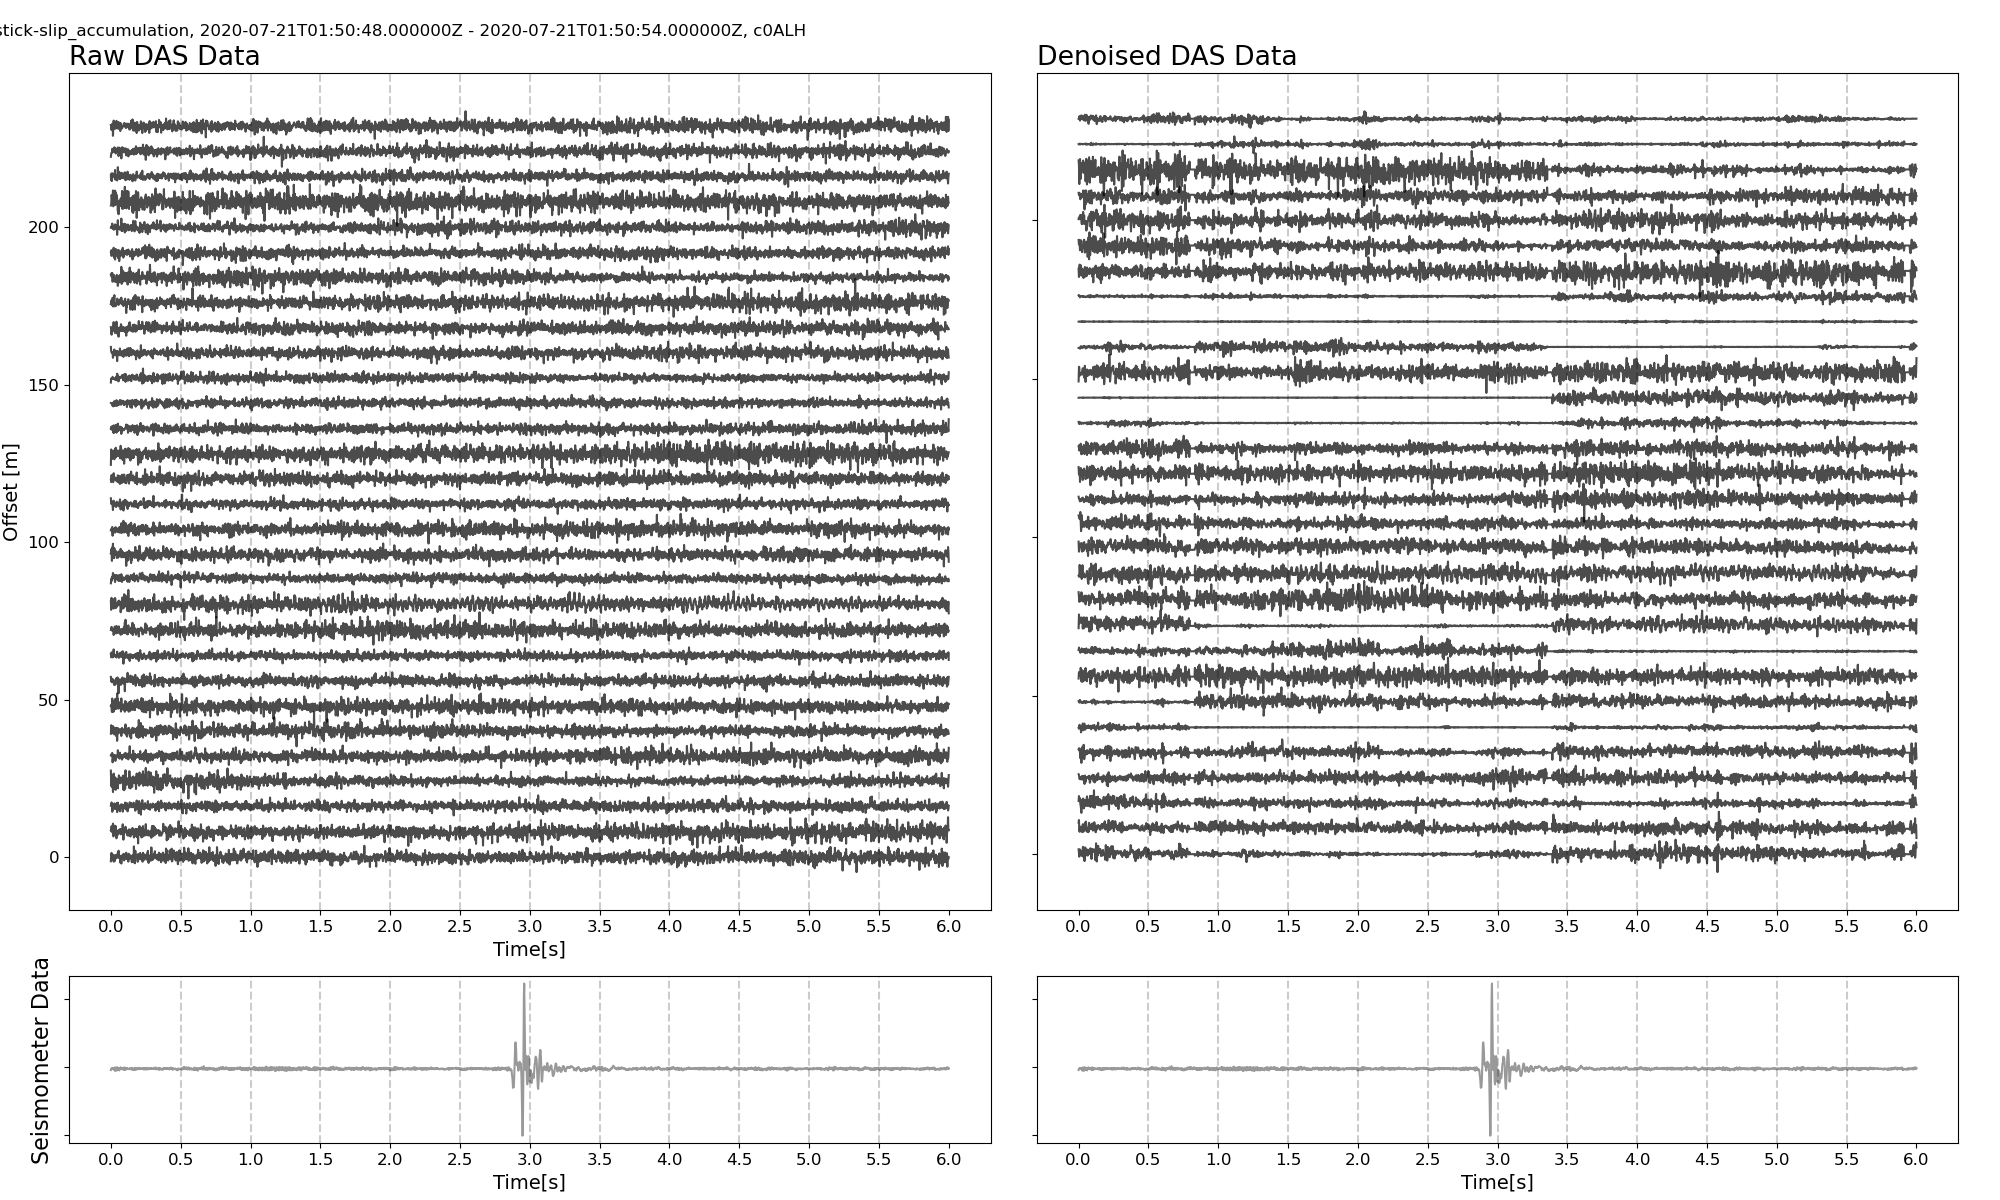 stick-slip_accumulation, 2020-07-21T01:50:48.000000Z - 2020-07-21T01:50:54.000000Z, c0ALH
Raw DAS Data
Denoised DAS Data
Offset [m]
200
150
100
50
0
0.0 0.5 1.0 1.5 2.0 2.5 3.0 3.5 4.0 4.5 5.0 5.5 6.0
Time[s]
0.0 0.5 1.0 1.5 2.0 2.5 3.0 3.5 4.0 4.5 5.0 5.5 6.0
Seismometer Data
0.0 0.5 1.0 1.5 2.0 2.5 3.0 3.5 4.0 4.5 5.0 5.5 6.0
Time[s]
0.0 0.5 1.0 1.5 2.0 2.5 3.0 3.5 4.0 4.5 5.0 5.5 6.0
Time[s]